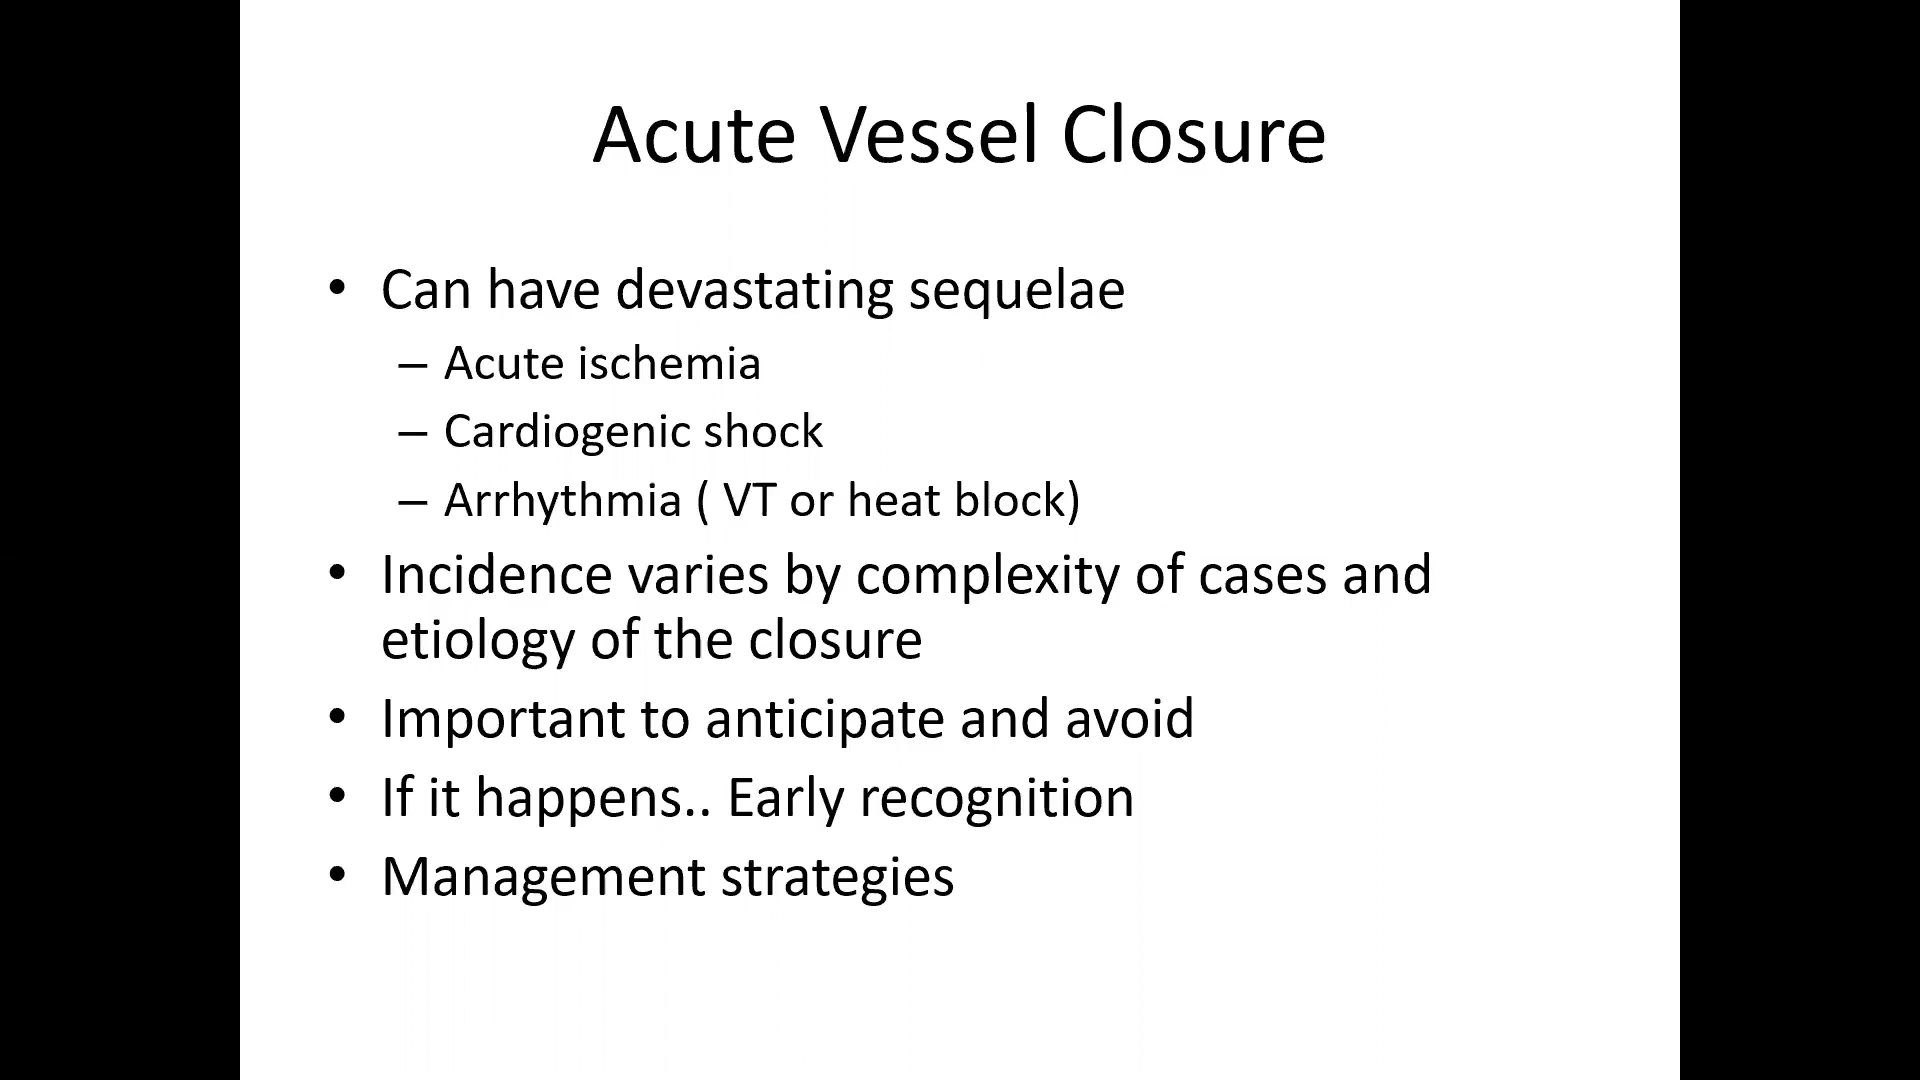 Acute Vessel Closure
• Can have devastating sequelae
– Acute ischemia
– Cardiogenic shock
– Arrhythmia ( VT or heat block)
• Incidence varies by complexity of cases and
etiology of the closure
• Important to anticipate and avoid
• If it happens.. Early recognition
• Management strategies